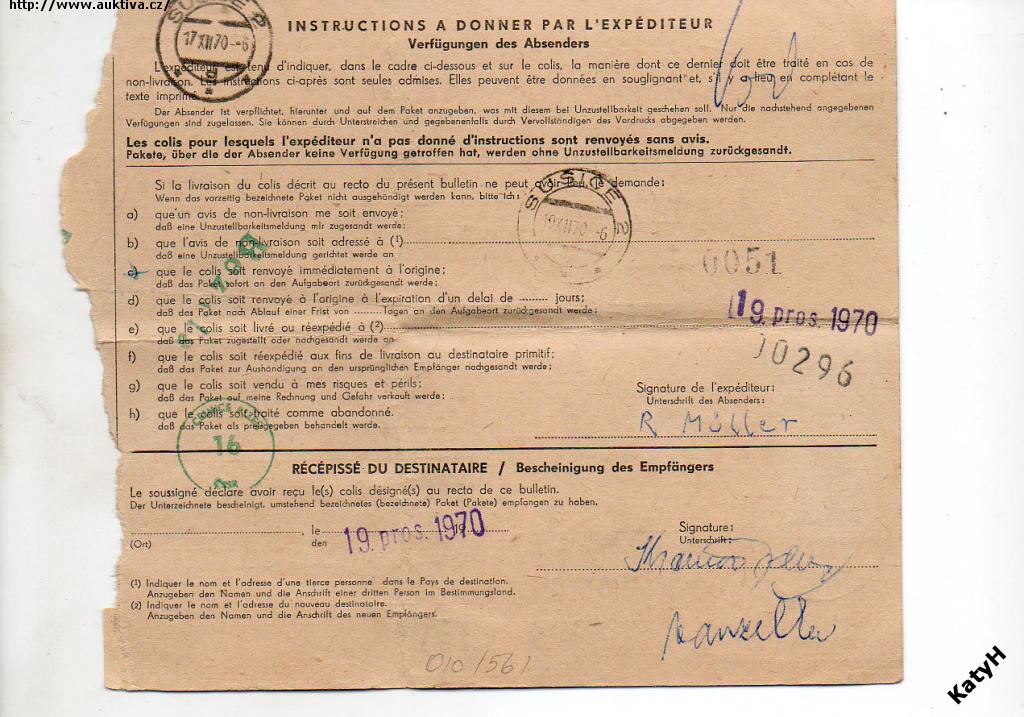 http://www.auktiva.cz/
SUŠICE 2
17XII70--6
INSTRUCTIONS A DONNER PAR L'EXPÉDITEUR
Verfügungen des Absenders
L'expéditeur est tenu d'indiquer, dans le cadre ci-dessous et sur le colis, la manière dont ce dernier doit être traité en cas de
non-livraison. Les instructions ci-après sont seules admises. Elles peuvent être données en soulignant et, s'il y a lieu en complétant le
texte imprimé.
Der Absender ist verpflichtet, hierunter und auf dem Paket anzugeben, was mit diesem bei Unzustellbarkeit geschehen soll. Nur die nachstehend angegebenen
Verfügungen sind zugelassen. Sie können durch Unterstreichen und gegebenenfalls durch Vervollständigen des Vordrucks abgegeben werden.
Les colis pour lesquels l'expéditeur n'a pas donné d'instructions sont renvoyés sans avis.
Pakete, über die der Absender keine Verfügung getroffen hat, werden ohne Unzustellbarkeitsmeldung zurückgesandt.
Si la livraison du colis décrit au recto du présent bulletin ne peut avoir lieu, je demande:
Wenn das vorzeitig bezeichnete Paket nicht ausgehändigt werden kann, bitte ich:
SUŠICE 2
19XII70--6
a) qu'un avis de non-livraison me soit envoyé;
daß eine Unzustellbarkeitsmeldung mir zugesandt werde;
b) que l'avis de non-livraison soit adressé à (1)
daß eine Unzustellbarkeitsmeldung gerichtet werde an
c) que le colis soit renvoyé immédiatement à l'origine;
daß das Paket sofort an den Aufgabeort zurückgesandt werde;
0051
d) que le colis soit renvoyé à l'origine à l'expiration d'un delai de ......... jours;
daß das Paket nach Ablauf einer Frist von ..........Tagen an den Aufgabeort zurückgesandt werde;
19. pros. 1970
e) que le colis soit livré ou réexpédié à (2)
daß das Paket zugestellt oder nachgesandt werde an
f) que le colis soit réexpédié aux fins de livraison au destinataire primitif;
daß das Paket zur Aushändigung an den ursprünglichen Empfänger nachgesandt werde;
00296
g) que le colis soit vendu à mes risques et périls;
daß das Paket auf meine Rechnung und Gefahr verkauft werde;
h) que le colis soit traité comme abandonné.
daß das Paket als preisgegeben behandelt werde.
Signature de l'expéditeur:
Unterschrift des Absenders:
R Müller
16
RÉCÉPISSÉ DU DESTINATAIRE / Bescheinigung des Empfängers
Le soussigné déclare avoir reçu le(s) colis désigné(s) au recto de ce bulletin.
Der Unterzeichnete bescheinigt, umstehend bezeichnetes (bezeichnete) Paket (Pakete) empfangen zu haben.
, le 19
(Ort) den
19. pros. 1970
Signature:
Unterschrift:
(1) Indiquer le nom et l'adresse d'une tierce personne dans le Pays de destination.
Anzugeben den Namen und die Anschrift einer dritten Person im Bestimmungsland.
(2) Indiquer le nom et l'adresse du nouveau destinataire.
Anzugeben den Namen und die Anschrift des neuen Empfängers.
010/561
KatyH